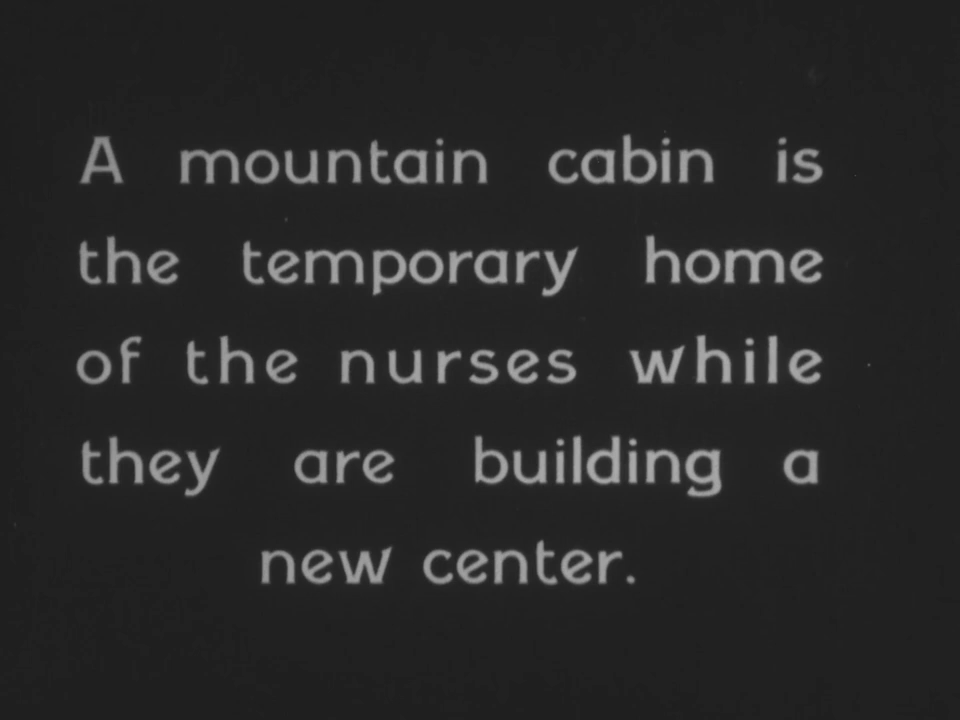 A mountain cabin is
the temporary home
of the nurses while
they are building a
new center.